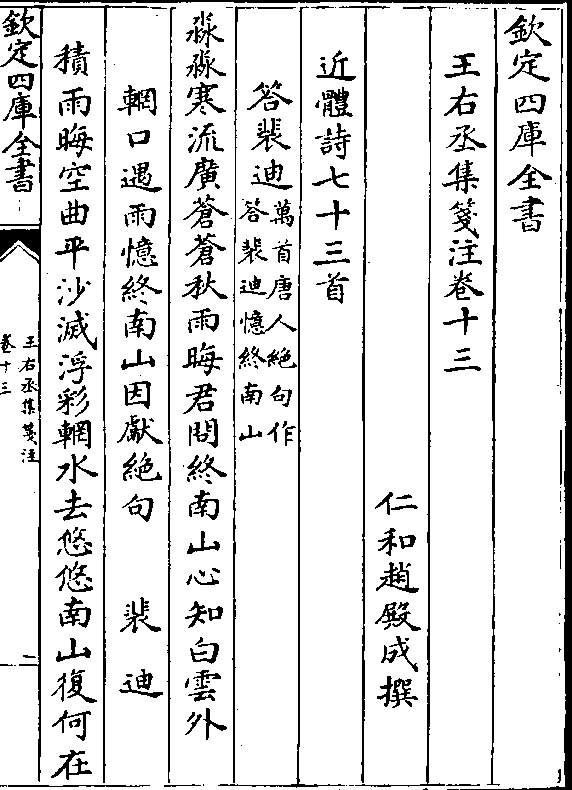 欽定四庫全書
王右丞集箋注卷十三
仁和趙殿成撰
近體詩七十三首
答裴迪萬首唐人絕句作答裴迪憶終南山
淼淼寒流廣蒼蒼秋雨晦君問終南山心知白雲外
輞口遇雨憶終南山因獻絕句 裴迪
積雨晦空曲平沙滅浮彩輞水去悠悠南山復何在
欽定四庫全書
王右丞集箋注
卷十三
一